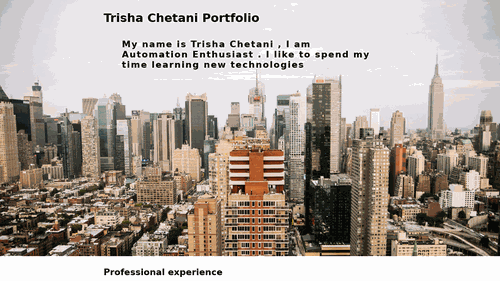 Trisha Chetani Portfolio
My name is Trisha Chetani , I am
Automation Enthusiast . I like to spend my
time learning new technologies
Professional experience